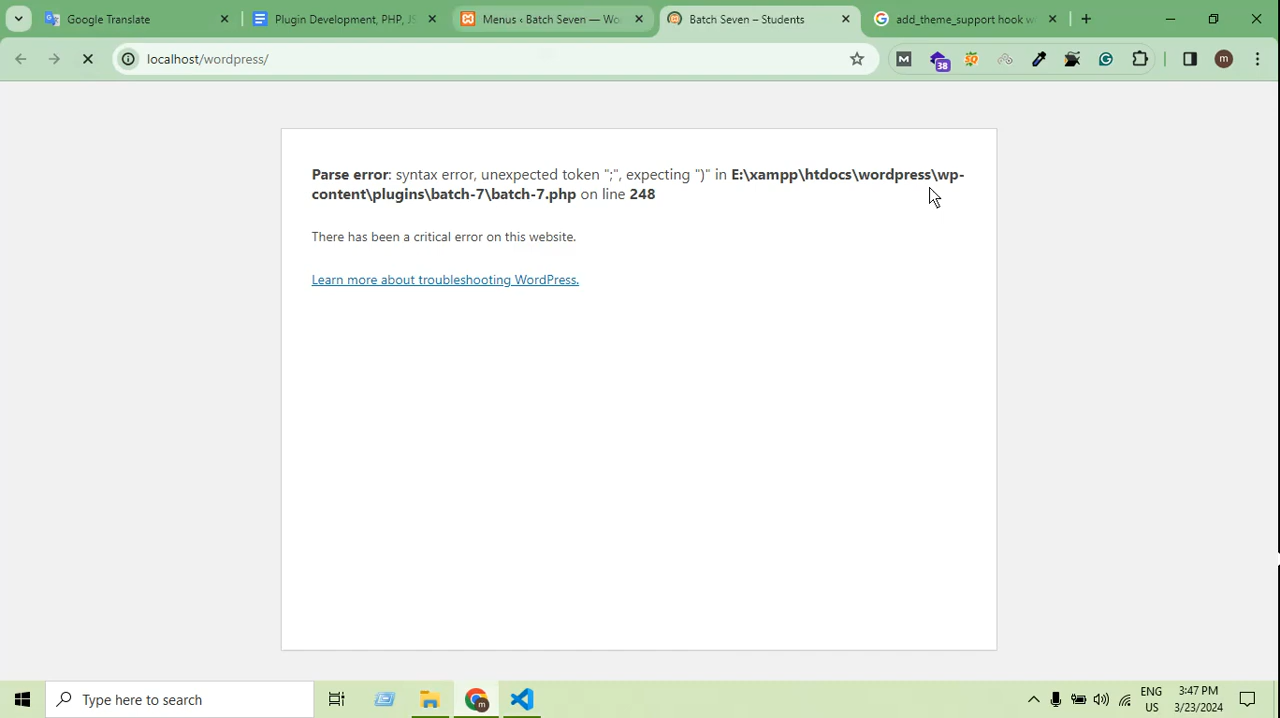 Google Translate
Plugin Development, PHP, JS
Menus ‹ Batch Seven — Wo
Batch Seven – Students
add_theme_support hook w
localhost/wordpress/
38
m
Parse error: syntax error, unexpected token ";", expecting ")" in E:\xampp\htdocs\wordpress\wp-
content\plugins\batch-7\batch-7.php on line 248
There has been a critical error on this website.
Learn more about troubleshooting WordPress.
Type here to search
ENG
US
3:47 PM
3/23/2024